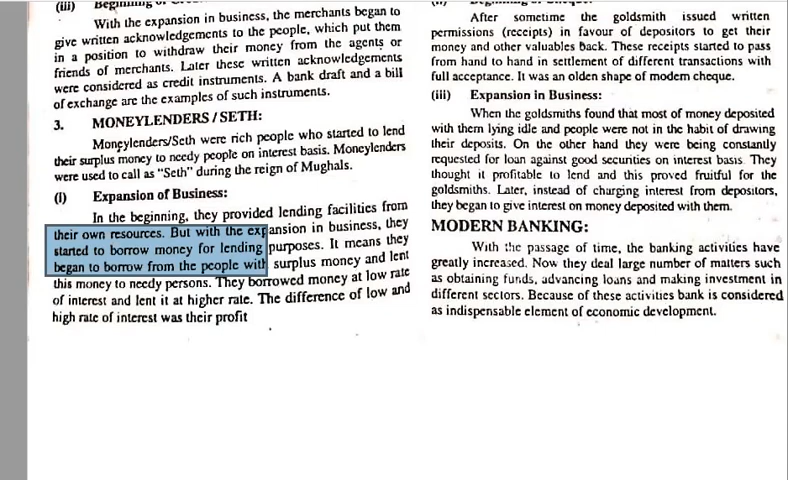 (iii)
With the expansion in business, the merchants began to
give written acknowledgements to the people, which put them
in a position to withdraw their money from the agents or
friends of merchants. Later these written acknowledgements
were considered as credit instruments. A bank draft and a bill
of exchange are the examples of such instruments.
3. MONEYLENDERS / SETH:
Moneylenders/Seth were rich people who started to lend
their surplus money to needy people on interest basis. Moneylenders
were used to call as “Seth” during the reign of Mughals.
(i) Expansion of Business:
In the beginning, they provided lending facilities from
their own resources. But with the expansion in business, they
started to borrow money for lending purposes. It means they
began to borrow from the people with surplus money and lent
this money to needy persons. They borrowed money at low rate
of interest and lent it at higher rate. The difference of low and
high rate of interest was their profit
After sometime the goldsmith issued written
permissions (receipts) in favour of depositors to get their
money and other valuables Back. These receipts started to pass
from hand to hand in settlement of different transactions with
full acceptance. It was an olden shape of modem cheque.
(iii) Expansion in Business:
When the goldsmiths found that most of money deposited
with them lying idle and people were not in the habit of drawing
their deposits. On the other hand they were being constantly
requested for loan against good securities on interest basis. They
thought it profitable to lend and this proved fruitful for the
goldsmiths. Later, instead of charging interest from depositors,
they began to give interest on money deposited with them.
MODERN BANKING:
With the passage of time, the banking activities have
greatly increased. Now they deal large number of matters such
as obtaining funds, advancing loans and making investment in
different sectors. Because of these activities bank is considered
as indispensable element of economic development.